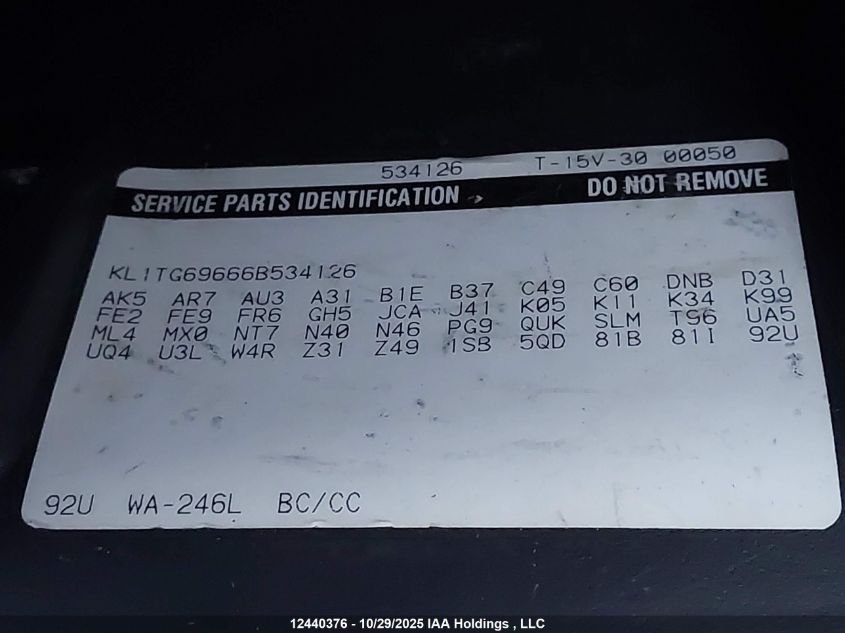 534126 T-15V-30 00050
SERVICE PARTS IDENTIFICATION → DO NOT REMOVE
KL1TG69666B534126
AK5 AR7 AU3 A31 B1E B37 C49 C60 DNB D31
FE2 FE9 FR6 GH5 JCA J41 K05 K11 K34 K99
ML4 MX0 NT7 N40 N46 PG9 QUK SLM T96 UA5
UQ4 U3L W4R Z31 Z49 1SB 5QD 81B 81I 92U
92U WA-246L BC/CC
12440376 - 10/29/2025 IAA Holdings , LLC